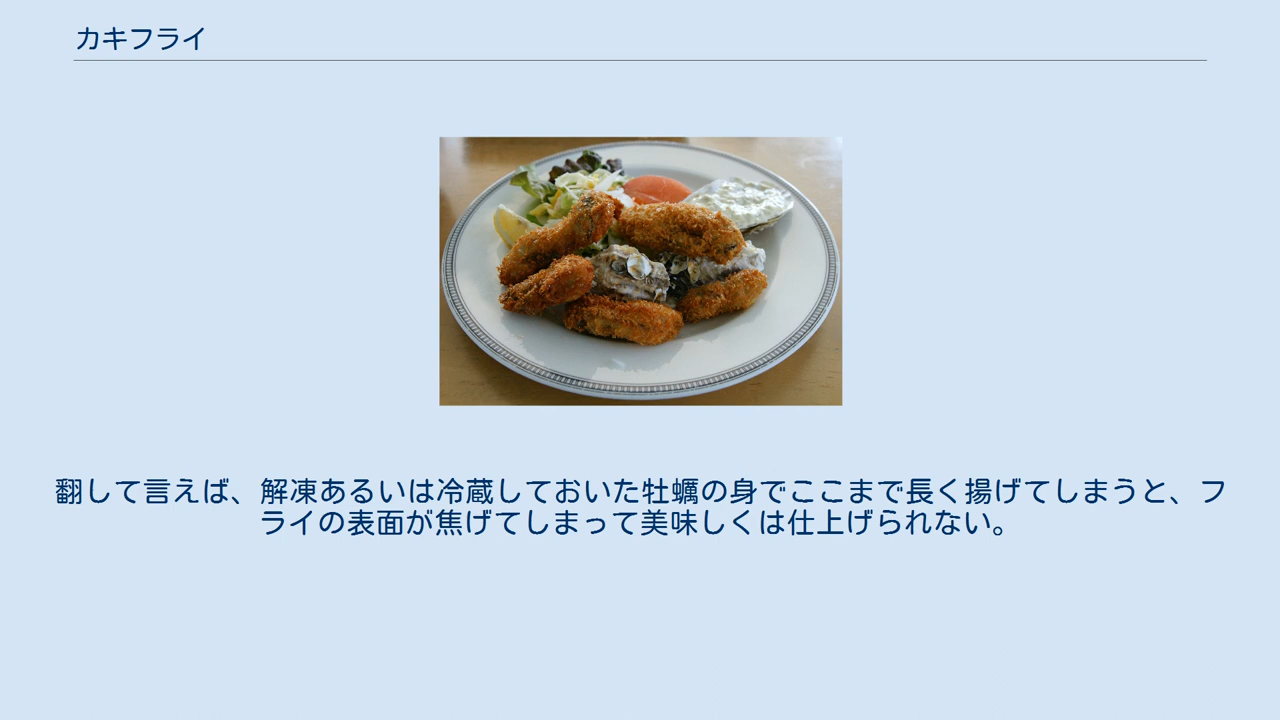 カキフライ
翻して言えば、解凍あるいは冷蔵しておいた牡蠣の身でここまで長く揚げてしまうと、フ
ライの表面が焦げてしまって美味しくは仕上げられない。